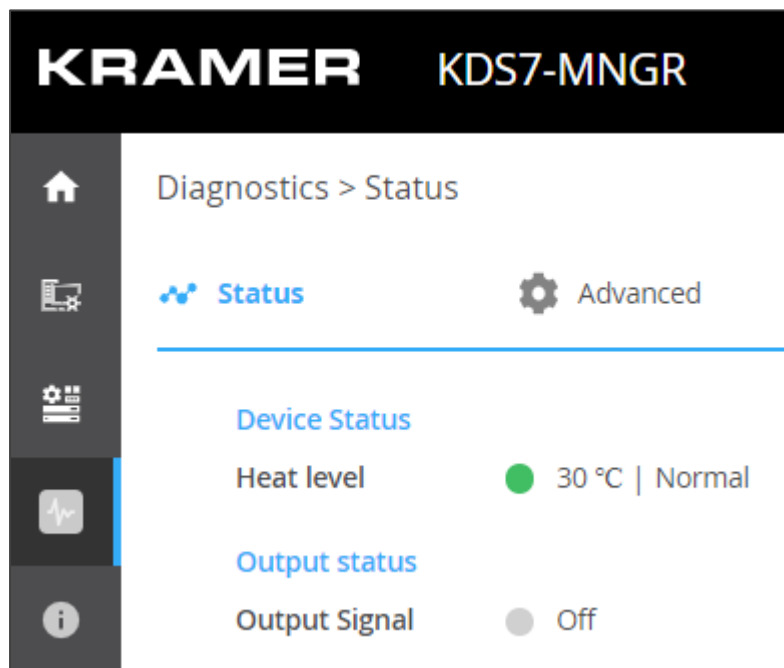 KRAMER KDS7-MNGR
Diagnostics > Status
Status Advanced
Device Status
Heat level 30 °C | Normal
Output status
Output Signal Off